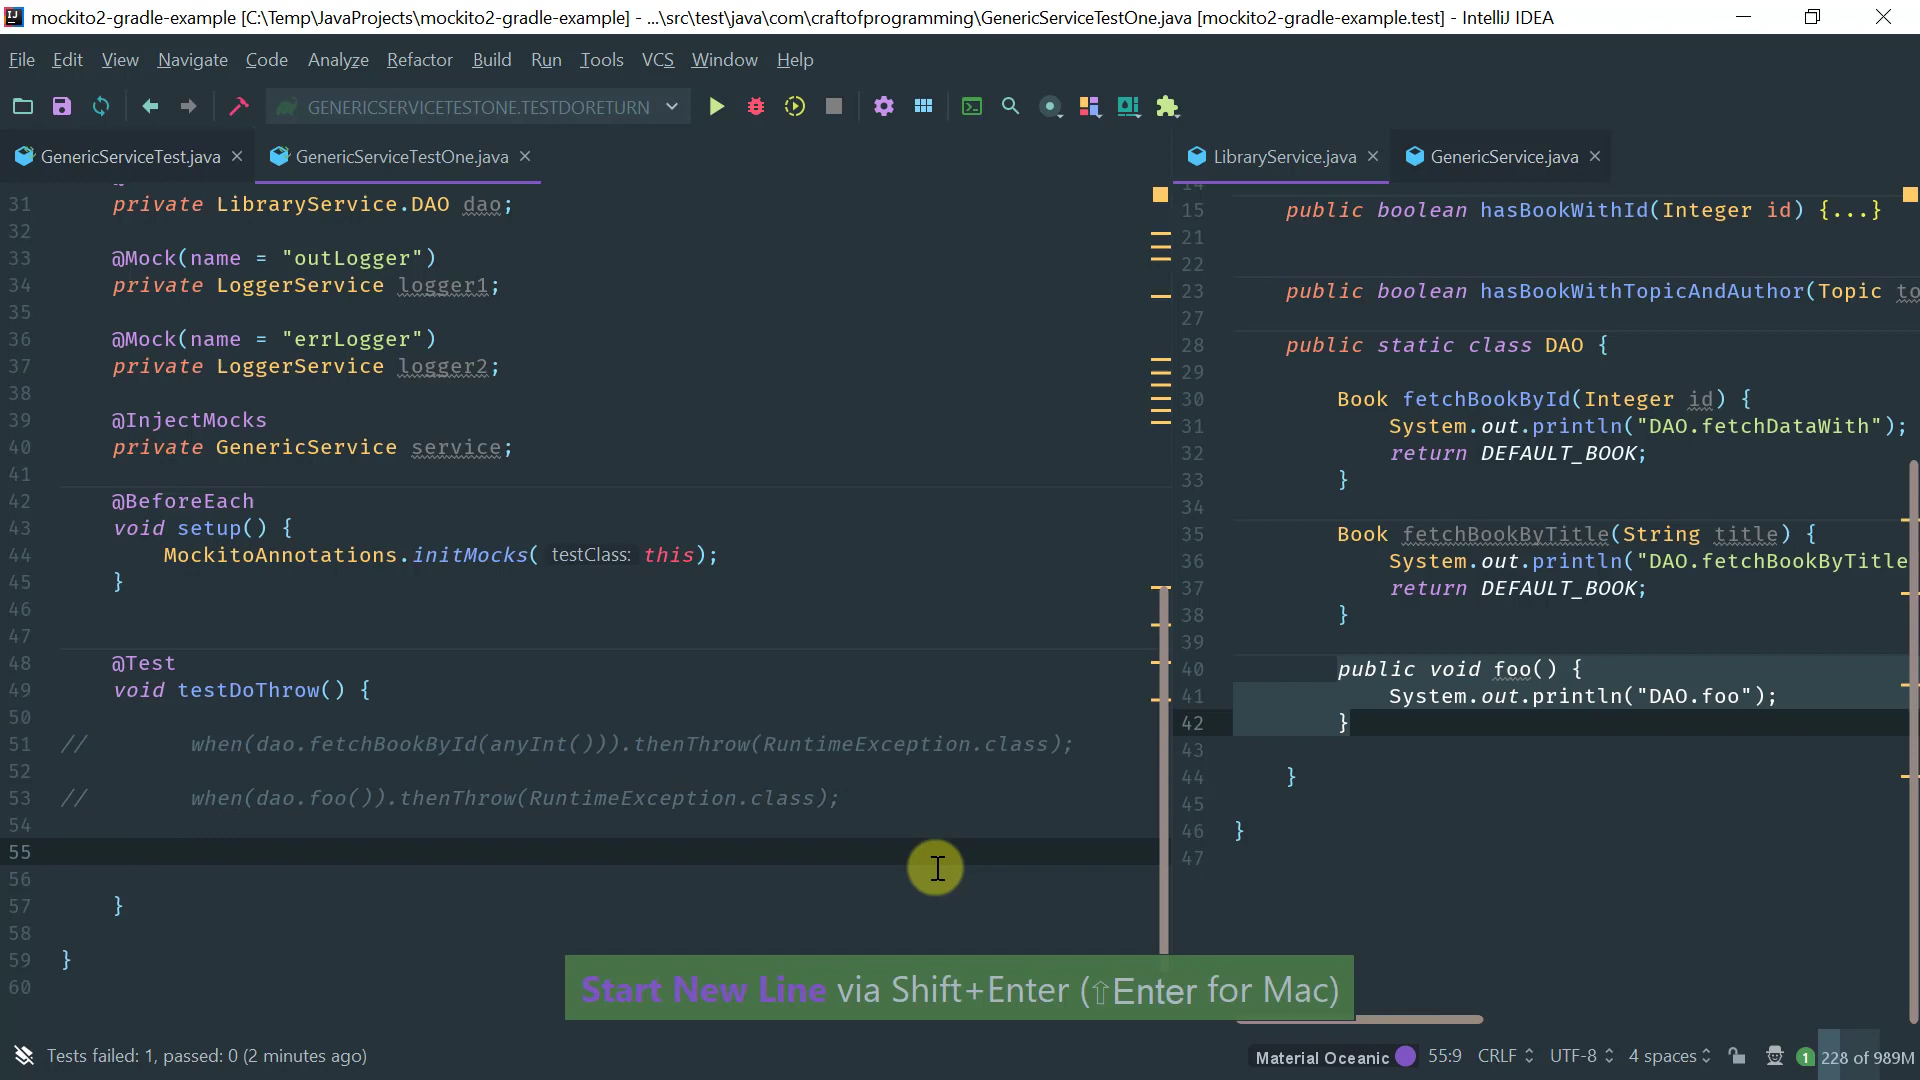 mockito2-gradle-example [C:\Temp\JavaProjects\mockito2-gradle-example] - ...\src\test\java\com\craftofprogramming\GenericServiceTestOne.java [mockito2-gradle-example.test] - IntelliJ IDEA
File Edit View Navigate Code Analyze Refactor Build Run Tools VCS Window Help
GENERICSERVICETESTONE.TESTDORETURN
GenericServiceTest.java GenericServiceTestOne.java
31 private LibraryService.DAO dao;
32
33 @Mock(name = "outLogger")
34 private LoggerService logger1;
35
36 @Mock(name = "errLogger")
37 private LoggerService logger2;
38
39 @InjectMocks
40 private GenericService service;
41
42 @BeforeEach
43 void setup() {
44 MockitoAnnotations.initMocks( testClass: this);
45 }
46
47
48 @Test
49 void testDoThrow() {
50
51 // when(dao.fetchBookById(anyInt())).thenThrow(RuntimeException.class);
52
53 // when(dao.foo()).thenThrow(RuntimeException.class);
54
55
56
57 }
58
59 }
60
LibraryService.java GenericService.java
14
15 public boolean hasBookWithId(Integer id) {...}
21
22
23 public boolean hasBookWithTopicAndAuthor(Topic to
27
28 public static class DAO {
29
30 Book fetchBookById(Integer id) {
31 System.out.println("DAO.fetchDataWith");
32 return DEFAULT_BOOK;
33 }
34
35 Book fetchBookByTitle(String title) {
36 System.out.println("DAO.fetchBookByTitle
37 return DEFAULT_BOOK;
38 }
39
40 public void foo() {
41 System.out.println("DAO.foo");
42 }
43
44 }
45
46 }
47
Start New Line via Shift+Enter (⇧Enter for Mac)
Tests failed: 1, passed: 0 (2 minutes ago) Material Oceanic 55:9 CRLF UTF-8 4 spaces 1 228 of 989M